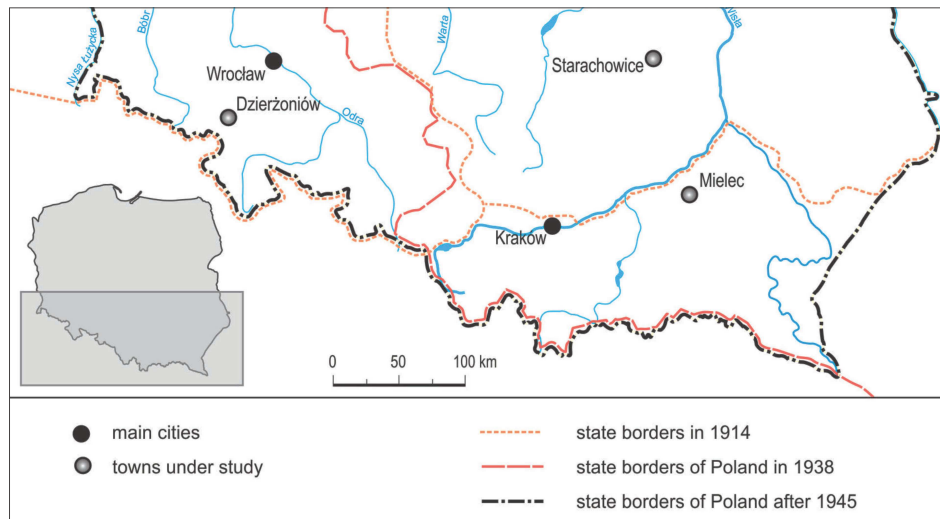 Nysa Łużycka
Bóbr
Warta
Wisła
Wrocław
Starachowice
Dzierżoniów
Odra
Mielec
Kraków
0 50 100 km
main cities
towns under study
state borders in 1914
state borders of Poland in 1938
state borders of Poland after 1945